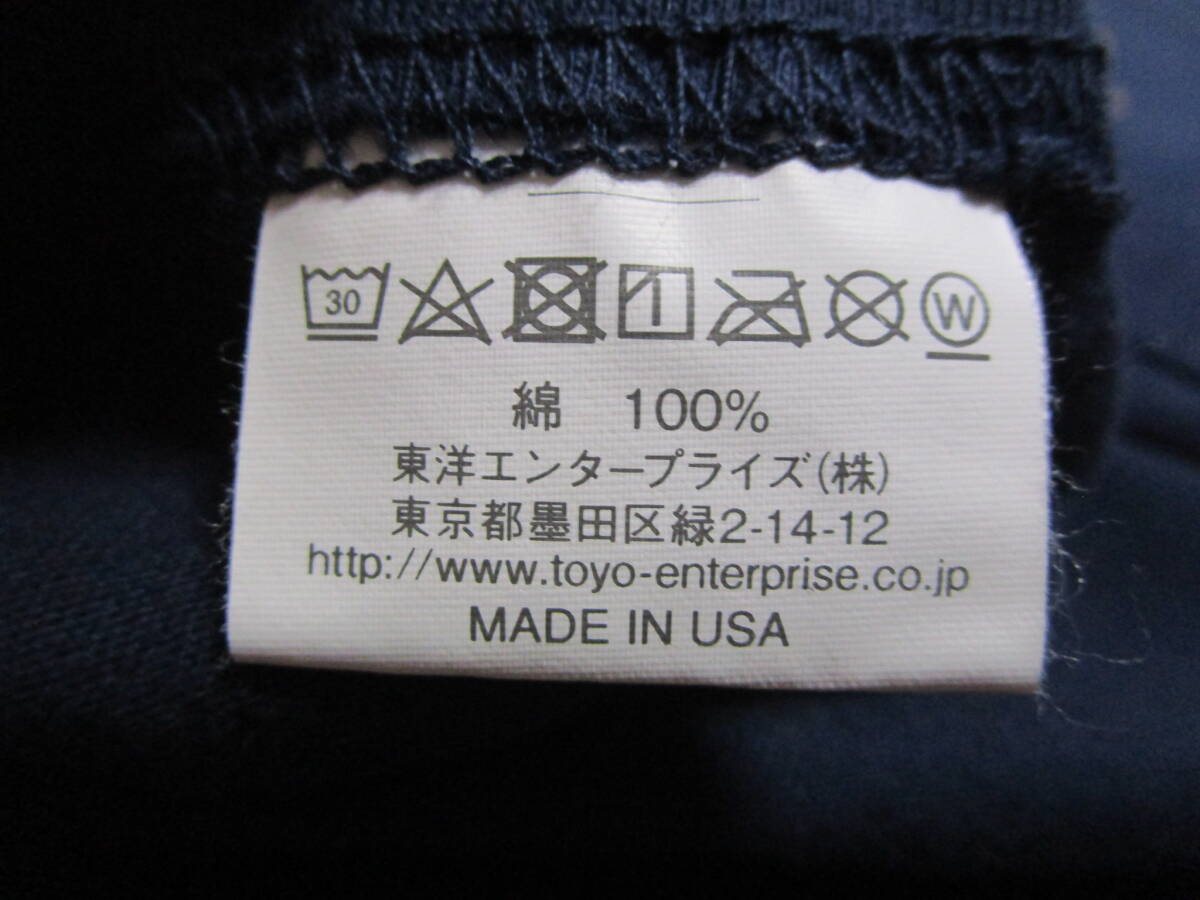 30 W
綿 100%
東洋エンタープライズ(株)
東京都墨田区緑2-14-12
http://www.toyo-enterprise.co.jp
MADE IN USA